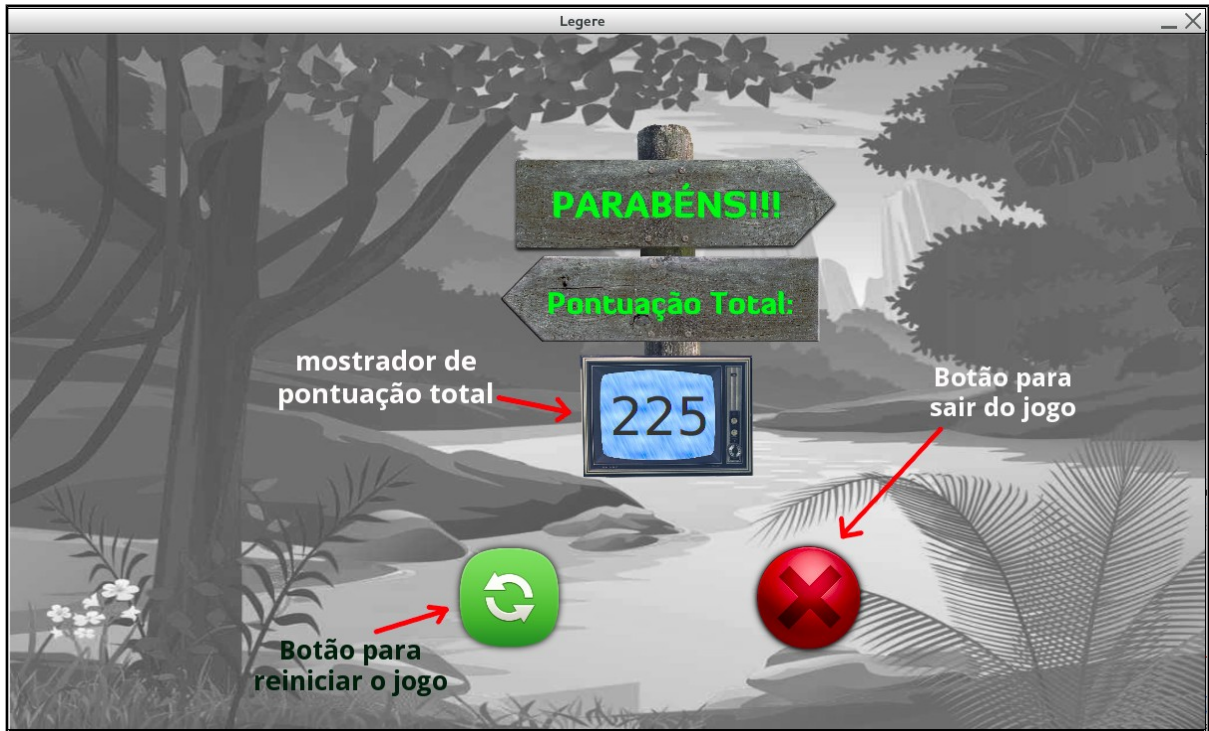 Legere
PARABÉNS!!!
Pontuação Total:
mostrador de
pontuação total
225
Botão para
sair do jogo
Botão para
reiniciar o jogo